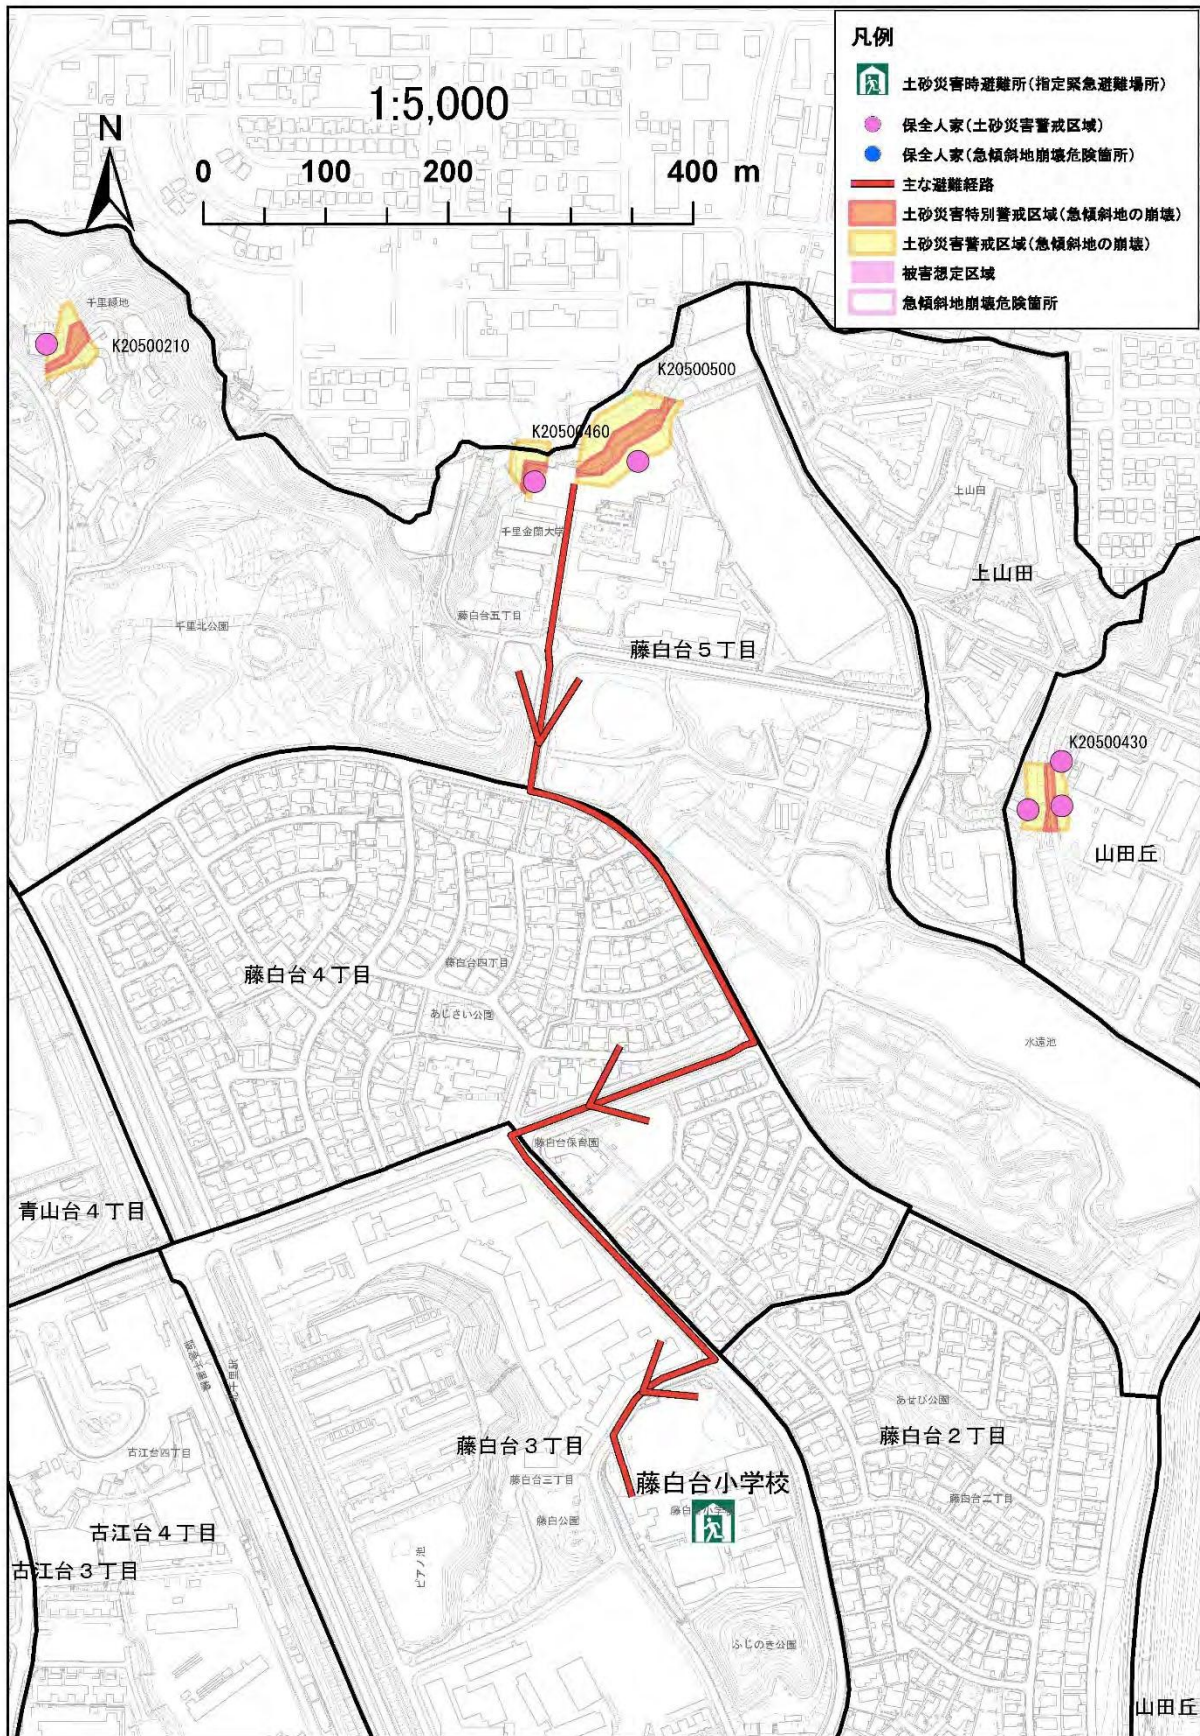 凡例
土砂災害時避難所(指定緊急避難場所)
保全人家(土砂災害警戒区域)
保全人家(急傾斜地崩壊危険箇所)
主な避難経路
土砂災害特別警戒区域(急傾斜地の崩壊)
土砂災害警戒区域(急傾斜地の崩壊)
被害想定区域
急傾斜地崩壊危険箇所
1:5,000
N
0 100 200 400 m
千里緑地
K20500210
K20500500
K20500460
千里金蘭大学
上山田
上山田
藤白台五丁目
千里北公園
藤白台5丁目
K20500430
山田丘
藤白台4丁目
藤白台四丁目
あじさい公園
水遠池
藤白台保育園
青山台4丁目
北千里駅
あせび公園
藤白台2丁目
藤白台3丁目
古江台四丁目
藤白台三丁目
藤白台小学校
藤白台二丁目
藤白公園
古江台4丁目
古江台3丁目
ピアノ池
ふじのき公園
山田丘